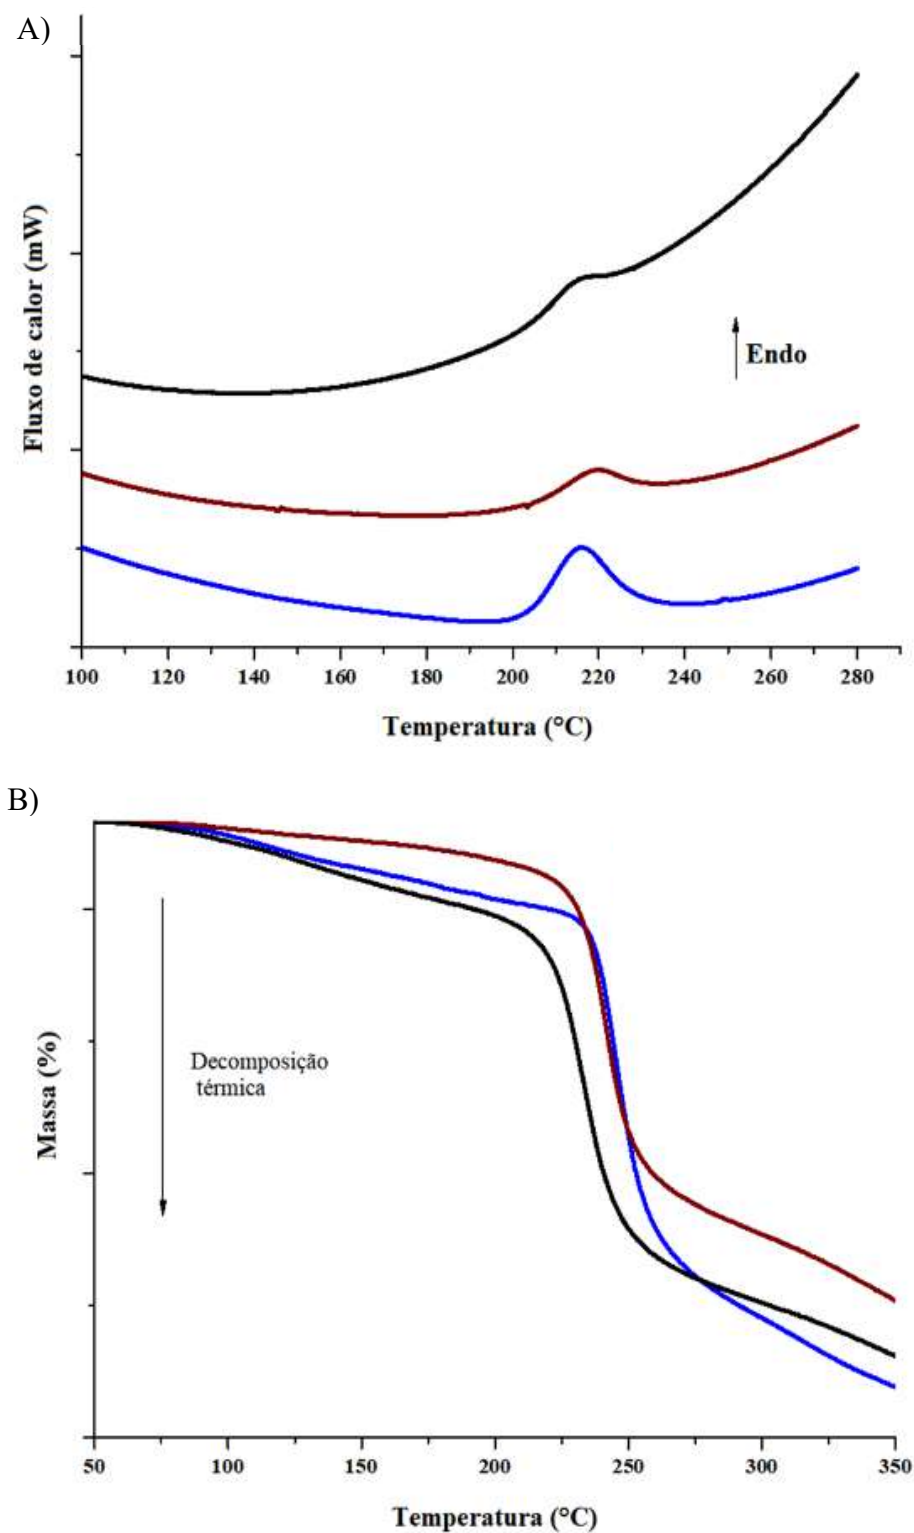 A)
Fluxo de calor (mW)
Endo
100 120 140 160 180 200 220 240 260 280
Temperatura (°C)
B)
Massa (%)
Decomposição
térmica
50 100 150 200 250 300 350
Temperatura (°C)